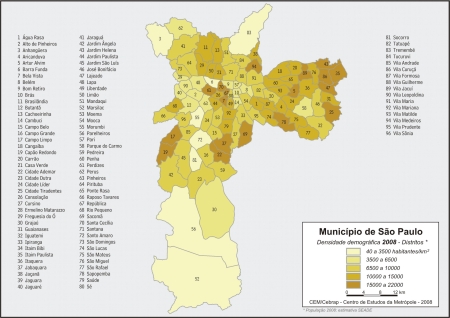 1 Água Rasa
2 Alto de Pinheiros
3 Anhanguera
4 Aricanduva
5 Artur Alvim
6 Barra Funda
7 Bela Vista
8 Belém
9 Bom Retiro
10 Brás
11 Brasilândia
12 Butantã
13 Cachoeirinha
14 Cambuci
15 Campo Belo
16 Campo Grande
17 Campo Limpo
18 Cangaíba
19 Capão Redondo
20 Carrão
21 Casa Verde
22 Cidade Ademar
23 Cidade Dutra
24 Cidade Líder
25 Cidade Tiradentes
26 Consolação
27 Cursino
28 Ermelino Matarazzo
29 Freguesia do Ó
30 Grajaú
31 Guaianases
32 Iguatemi
33 Ipiranga
34 Itaim Bibi
35 Itaim Paulista
36 Itaquera
37 Jabaquara
38 Jaçanã
39 Jaguara
40 Jaguaré
41 Jaraguá
42 Jardim Ângela
43 Jardim Helena
44 Jardim Paulista
45 Jardim São Luís
46 José Bonifácio
47 Lajeado
48 Lapa
49 Liberdade
50 Limão
51 Mandaqui
52 Marsilac
53 Moema
54 Mooca
55 Morumbi
56 Parelheiros
57 Pari
58 Parque do Carmo
59 Pedreira
60 Penha
61 Perdizes
62 Perus
63 Pinheiros
64 Pirituba
65 Ponte Rasa
66 Raposo Tavares
67 República
68 Rio Pequeno
69 Sacomã
70 Santa Cecília
71 Santana
72 Santo Amaro
73 São Domingos
74 São Lucas
75 São Mateus
76 São Miguel
77 São Rafael
78 Sapopemba
79 Saúde
80 Sé
81 Socorro
82 Tatuapé
83 Tremembé
84 Tucuruvi
85 Vila Andrade
86 Vila Curuçá
87 Vila Formosa
88 Vila Guilherme
89 Vila Jacuí
90 Vila Leopoldina
91 Vila Maria
92 Vila Mariana
93 Vila Matilde
94 Vila Medeiros
95 Vila Prudente
96 Vila Sônia
Município de São Paulo
Densidade demográfica 2008 - Distritos *
40 a 3500 habitantes/km²
3500 a 6500
6500 a 10000
10000 a 15000
15000 a 22000
0 4 8 12
km
CEM/Cebrap - Centro de Estudos da Metrópole - 2008
* População 2008 estimativa SEADE